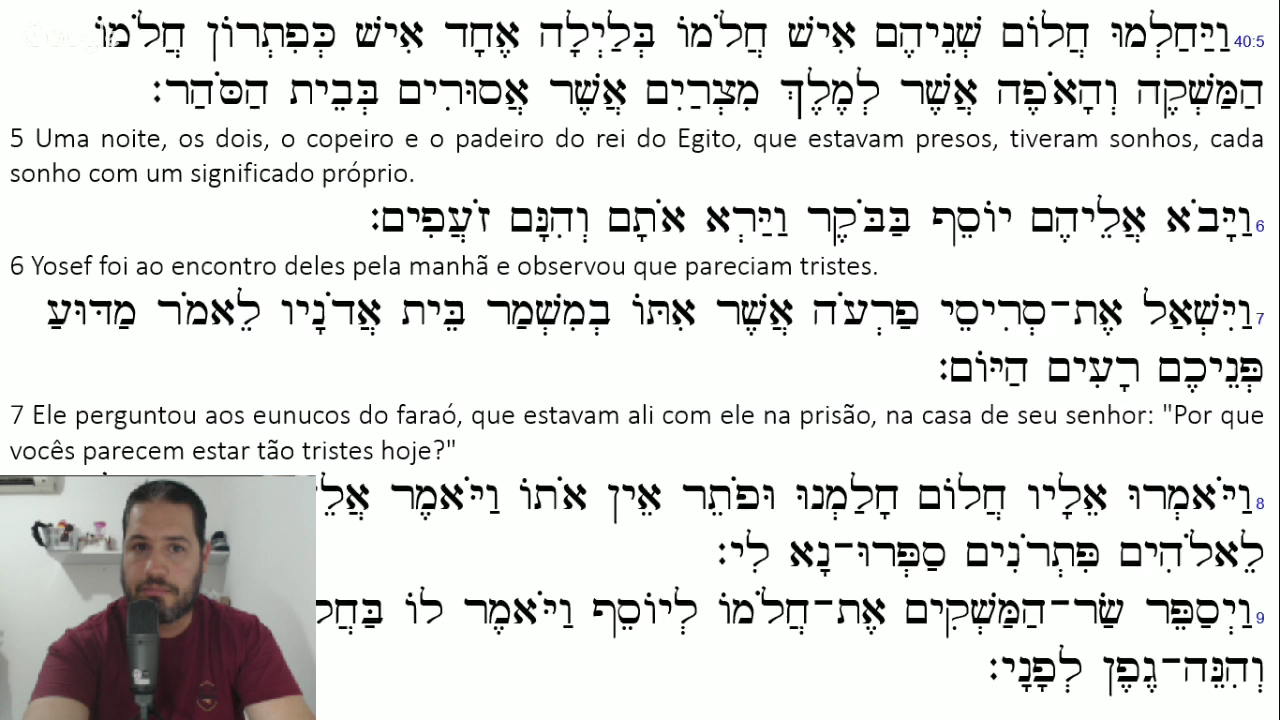 40:5 וַיַּחַלְמוּ חֲלוֹם שְׁנֵיהֶם אִישׁ חֲלֹמוֹ בְּלַיְלָה אֶחָד אִישׁ כְּפִתְרוֹן חֲלֹמוֹ
הַמַּשְׁקֶה וְהָאֹפֶה אֲשֶׁר לְמֶלֶךְ מִצְרַיִם אֲשֶׁר אֲסוּרִים בְּבֵית הַסֹּהַר׃
5 Uma noite, os dois, o copeiro e o padeiro do rei do Egito, que estavam presos, tiveram sonhos, cada
sonho com um significado próprio.
6 וַיָּבֹא אֲלֵיהֶם יוֹסֵף בַּבֹּקֶר וַיַּרְא אֹתָם וְהִנָּם זֹעֲפִים׃
6 Yosef foi ao encontro deles pela manhã e observou que pareciam tristes.
7 וַיִּשְׁאַל אֶת־סְרִיסֵי פַרְעֹה אֲשֶׁר אִתּוֹ בְמִשְׁמַר בֵּית אֲדֹנָיו לֵאמֹר מַדּוּעַ
פְּנֵיכֶם רָעִים הַיּוֹם׃
7 Ele perguntou aos eunucos do faraó, que estavam ali com ele na prisão, na casa de seu senhor: "Por que
vocês parecem estar tão tristes hoje?"
8 וַיֹּאמְרוּ אֵלָיו חֲלוֹם חָלַמְנוּ וּפֹתֵר אֵין אֹתוֹ וַיֹּאמֶר
לֵאלֹהִים פִּתְרֹנִים סַפְּרוּ־נָא לִי׃
9 וַיְסַפֵּר שַׂר־הַמַּשְׁקִים אֶת־חֲלֹמוֹ לְיוֹסֵף וַיֹּאמֶר לוֹ
וְהִנֵּה־גֶפֶן לְפָנָי׃